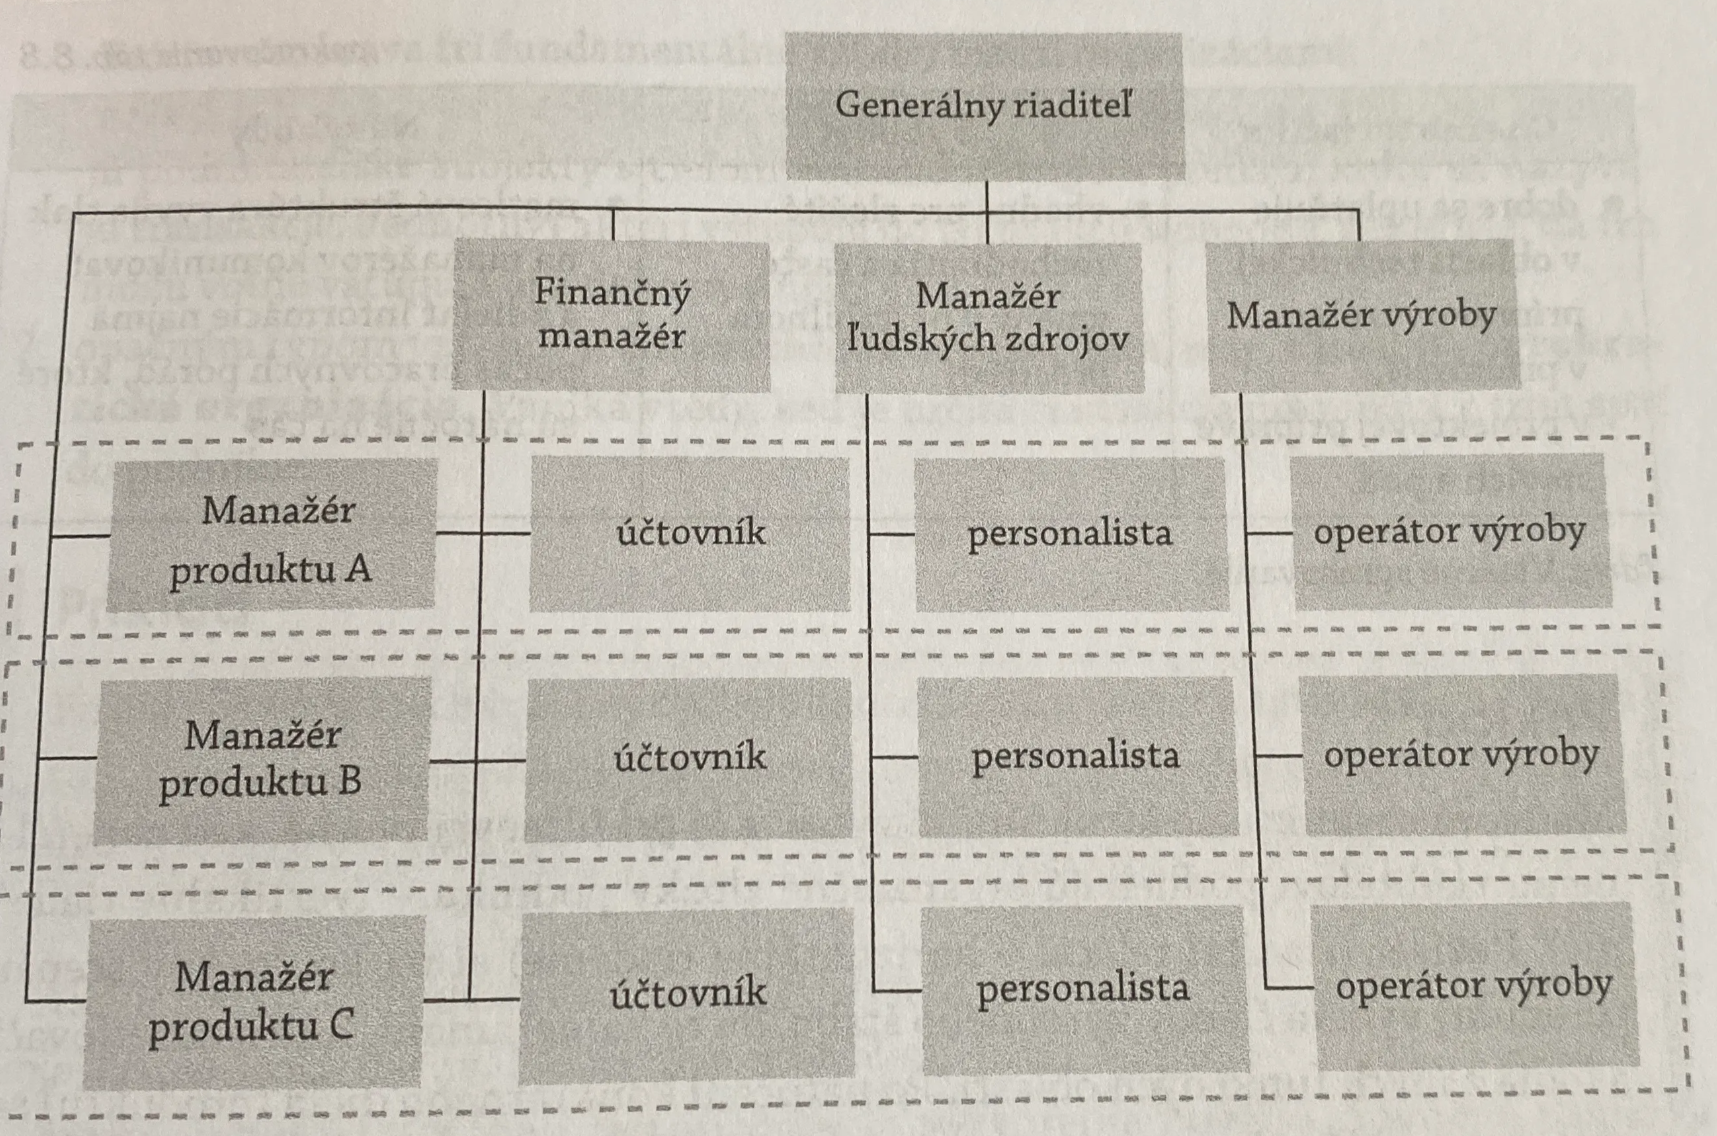 Generálny riaditeľ
Finančný
manažér
Manažér
ľudských zdrojov
Manažér výroby
Manažér
produktu A
účtovník
personalista
operátor výroby
Manažér
produktu B
účtovník
personalista
operátor výroby
Manažér
produktu C
účtovník
personalista
operátor výroby